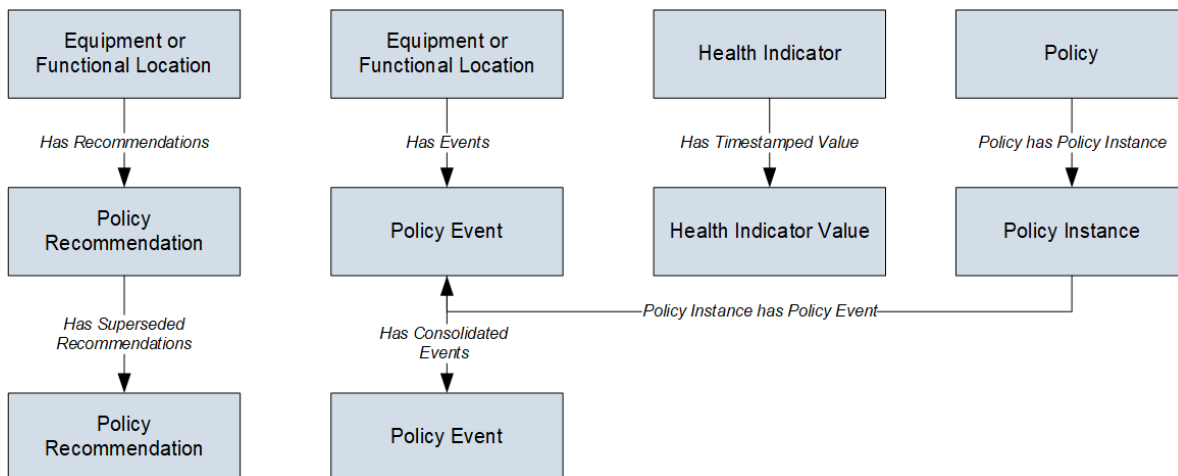 Equipment or
Functional Location
Equipment or
Functional Location
Health Indicator
Policy
Has Recommendations
Has Events
Has Timestamped Value
Policy has Policy Instance
Policy
Recommendation
Policy Event
Health Indicator Value
Policy Instance
Has Superseded
Recommendations
Has Consolidated
Events
Policy Instance has Policy Event
Policy
Recommendation
Policy Event